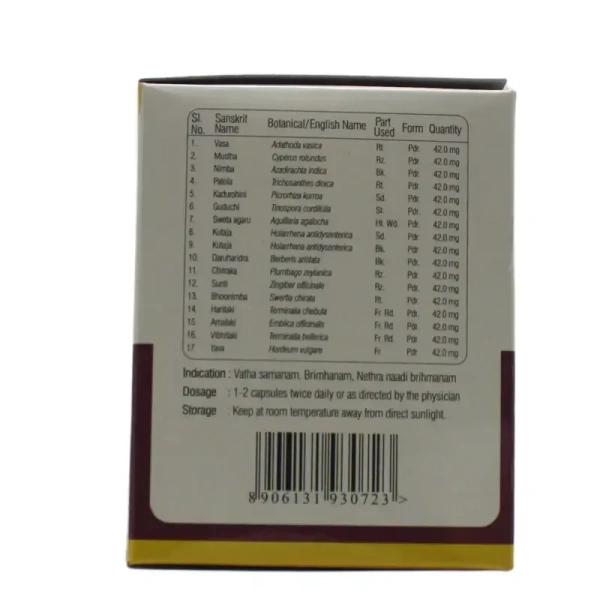 Sl. No. Sanskrit Name Botanical/English Name Part Used Form Quantity
1. Vasa Adathoda vasica Rt. Pdr. 42.0 mg
2. Mustha Cyperus rotundus Rz. Pdr. 42.0 mg
3. Nimba Azadirachta indica Bk. Pdr. 42.0 mg
4. Patola Trichosanthes dioica Rt. Pdr. 42.0 mg
5. Kadurohini Picrorhiza kurroa Sd. Pdr. 42.0 mg
6. Guduchi Tinospora cordifolia St. Pdr. 42.0 mg
7. Sweta agaru Aquillaria agalocha Ht. Wd. Pdr. 42.0 mg
8. Kutaja Holarrhena antidysenterica Sd. Pdr. 42.0 mg
9. Kutaja Holarrhena antidysenterica Bk. Pdr. 42.0 mg
10. Daruharidra Berberis aristata Bk. Pdr. 42.0 mg
11. Chitraka Plumbago zeylanica Rz. Pdr. 42.0 mg
12. Sunti Zingiber officinale Rz. Pdr. 42.0 mg
13. Bhoonimba Swertia chirata Rt. Pdr. 42.0 mg
14. Haritaki Terminalia chebula Fr. Rd. Pdr. 42.0 mg
15. Amalaki Emblica officinalis Fr. Rd. Pdr. 42.0 mg
16. Vibhitaki Terminalia bellerica Fr. Rd. Pdr. 42.0 mg
17. Yava Hordeum vulgare Fr. Pdr. 42.0 mg
Indication : Vatha samanam, Brimhanam, Nethra naadi brihmanam
Dosage : 1-2 capsules twice daily or as directed by the physician
Storage : Keep at room temperature away from direct sunlight.
8 906131 930723 >